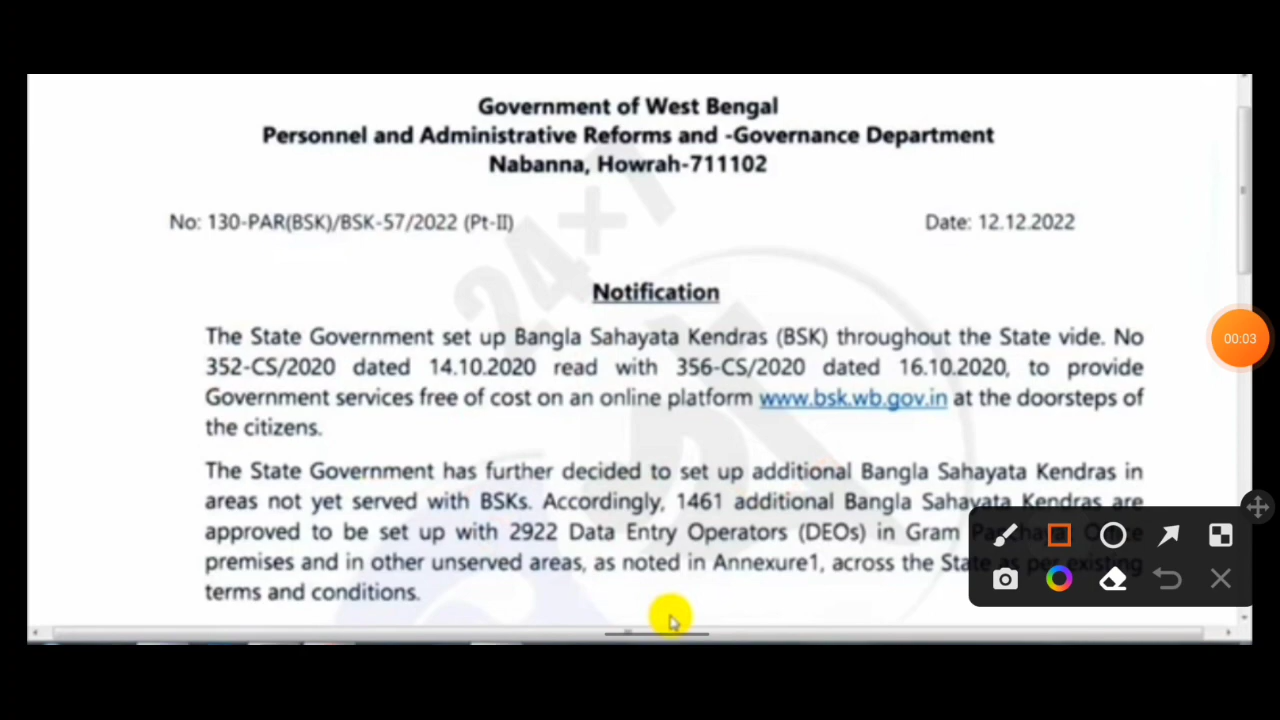 Government of West Bengal
Personnel and Administrative Reforms and -Governance Department
Nabanna, Howrah-711102
No: 130-PAR(BSK)/BSK-57/2022 (Pt-II)
Date: 12.12.2022
24×7
Notification
The State Government set up Bangla Sahayata Kendras (BSK) throughout the State vide. No
352-CS/2020 dated 14.10.2020 read with 356-CS/2020 dated 16.10.2020, to provide
Government services free of cost on an online platform www.bsk.wb.gov.in at the doorsteps of
the citizens.
00:03
The State Government has further decided to set up additional Bangla Sahayata Kendras in
areas not yet served with BSKs. Accordingly, 1461 additional Bangla Sahayata Kendras are
approved to be set up with 2922 Data Entry Operators (DEOs) in Gram Panchayat Office
premises and in other unserved areas, as noted in Annexure1, across the State as per existing
terms and conditions.